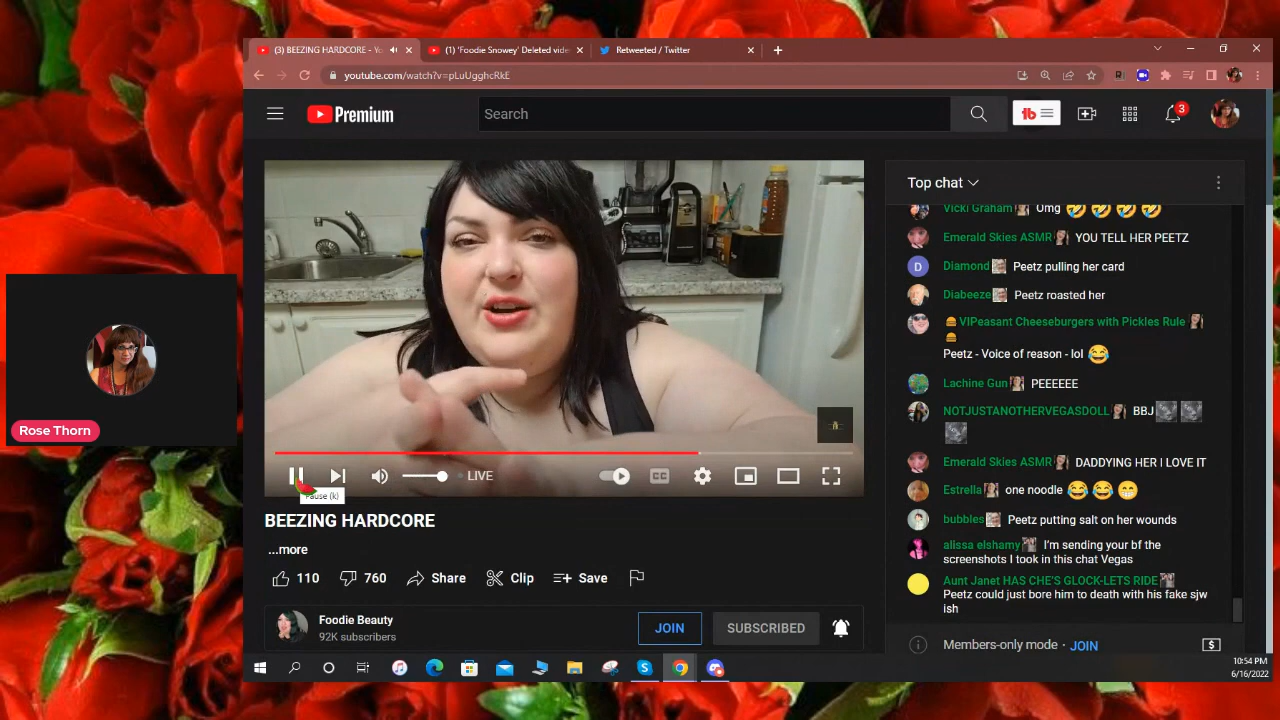 (3) BEEZING HARDCORE - Yo
(1) 'Foodie Snowey' Deleted vide
Retweeted / Twitter
youtube.com/watch?v=pLuUgghcRkE
Premium
Search
3
Top chat
Vicki Graham Omg 🤣🤣🤣🤣
Emerald Skies ASMR YOU TELL HER PEETZ
D
Diamond Peetz pulling her card
Diabeeze Peetz roasted her
🍔VIPeasant Cheeseburgers with Pickles Rule
🍔
Peetz - Voice of reason - lol 😂
Lachine Gun PEEEEEE
NOTJUSTANOTHERVEGASDOLL BBJ
Emerald Skies ASMR DADDYING HER I LOVE IT
Estrella one noodle 😂😂😁
bubbles Peetz putting salt on her wounds
alissa elshamy I'm sending your bf the
screenshots I took in this chat Vegas
Aunt Janet HAS CHE'S GLOCK-LETS RIDE
Peetz could just bore him to death with his fake sjw
ish
Members-only mode · JOIN
Rose Thorn
LIVE
CC
Pause (k)
BEEZING HARDCORE
...more
110
760
Share
Clip
Save
Foodie Beauty
92K subscribers
JOIN
SUBSCRIBED
10:54 PM
6/16/2022